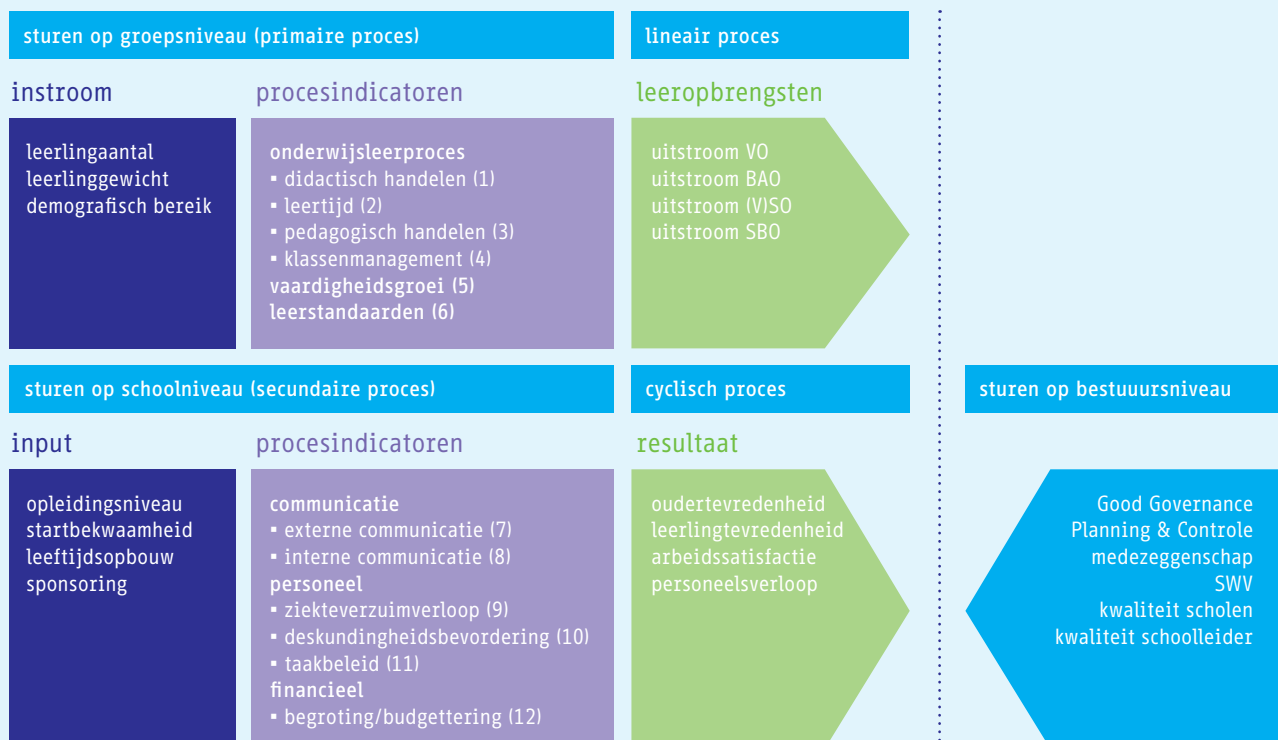 sturen op groepsniveau (primaire proces)
lineair proces
instroom
procesindicatoren
leeropbrengsten
leerlingaantal
leerlinggewicht
demografisch bereik
onderwijsleerproces
▪ didactisch handelen (1)
▪ leertijd (2)
▪ pedagogisch handelen (3)
▪ klassenmanagement (4)
vaardigheidsgroei (5)
leerstandaarden (6)
uitstroom VO
uitstroom BAO
uitstroom (V)SO
uitstroom SBO
sturen op schoolniveau (secundaire proces)
cyclisch proces
sturen op bestuuursniveau
input
procesindicatoren
resultaat
opleidingsniveau
startbekwaamheid
leeftijdsopbouw
sponsoring
communicatie
▪ externe communicatie (7)
▪ interne communicatie (8)
personeel
▪ ziekteverzuimverloop (9)
▪ deskundingheidsbevordering (10)
▪ taakbeleid (11)
financieel
▪ begroting/budgettering (12)
oudertevredenheid
leerlingtevredenheid
arbeidssatisfactie
personeelsverloop
Good Governance
Planning & Controle
medezeggenschap
SWV
kwaliteit scholen
kwaliteit schoolleider